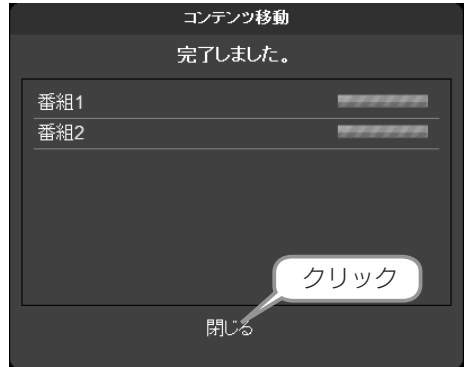 コンテンツ移動
完了しました。
番組1
番組2
クリック
閉じる